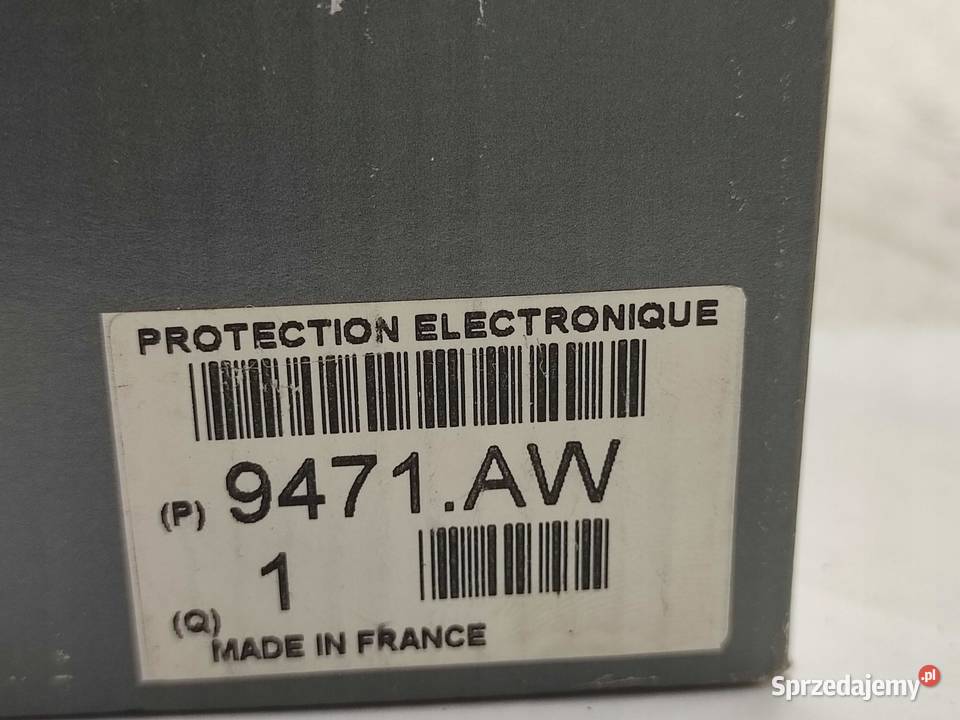 PROTECTION ELECTRONIQUE
(P) 9471.AW
(Q) 1
MADE IN FRANCE
Sprzedajemy.pl